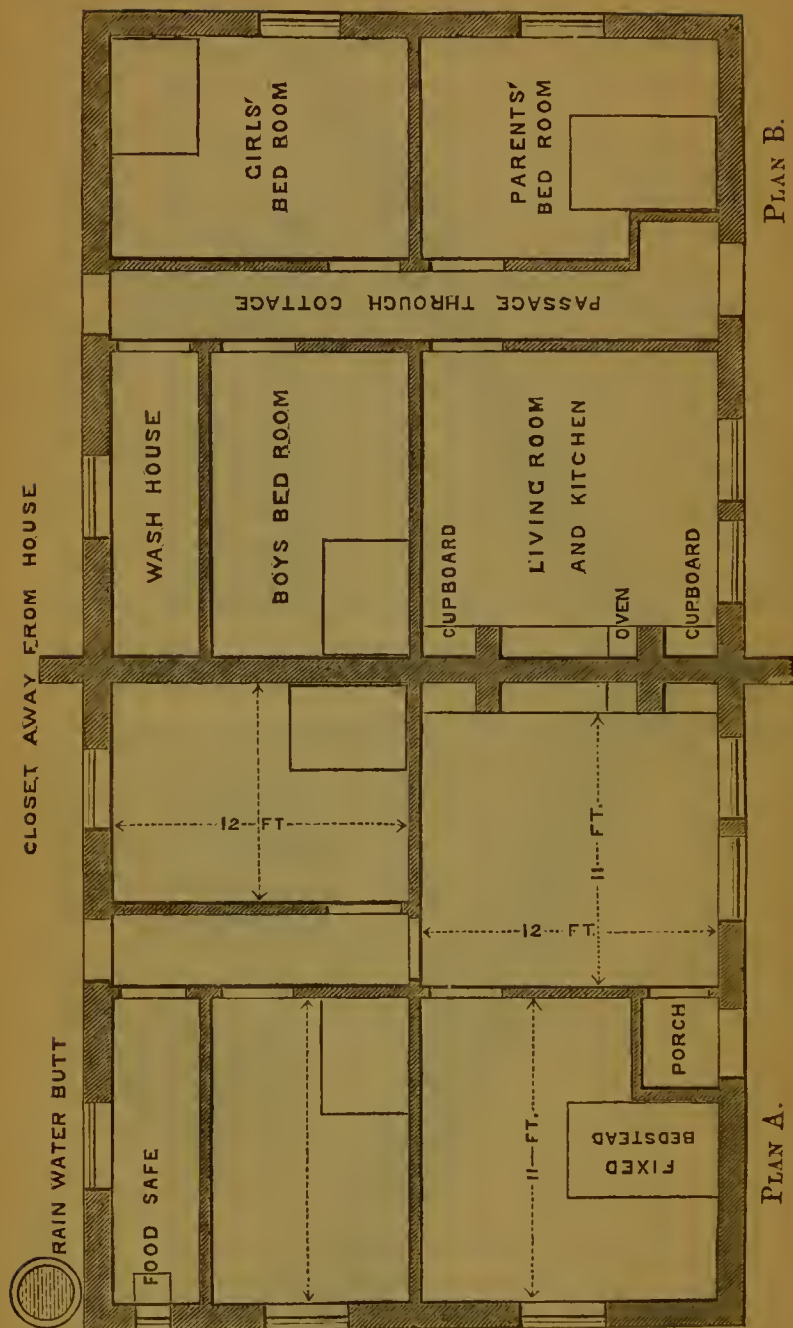 CLOSET AWAY FROM HOUSE
RAIN WATER BUTT
FOOD SAFE
12 FT
WASH HOUSE
BOYS BED ROOM
GIRLS'
BED ROOM
PASSAGE THROUGH COTTAGE
11 FT.
FIXED
BEDSTEAD
PORCH
12 FT.
11 FT.
CUPBOARD
OVEN
CUPBOARD
LIVING ROOM
AND KITCHEN
PARENTS'
BED ROOM
PLAN A.
PLAN B.